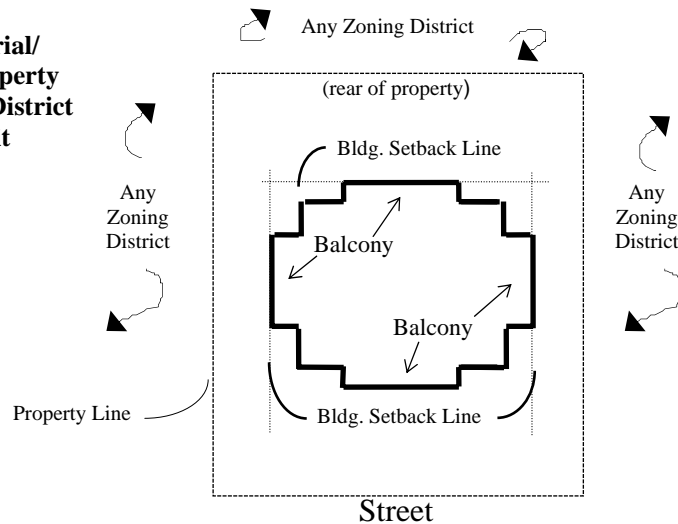 Any Zoning District
rial/
perty
District
t
(rear of property)
Bldg. Setback Line
Any
Zoning
District
Any
Zoning
District
Balcony
Balcony
Property Line
Bldg. Setback Line
Street